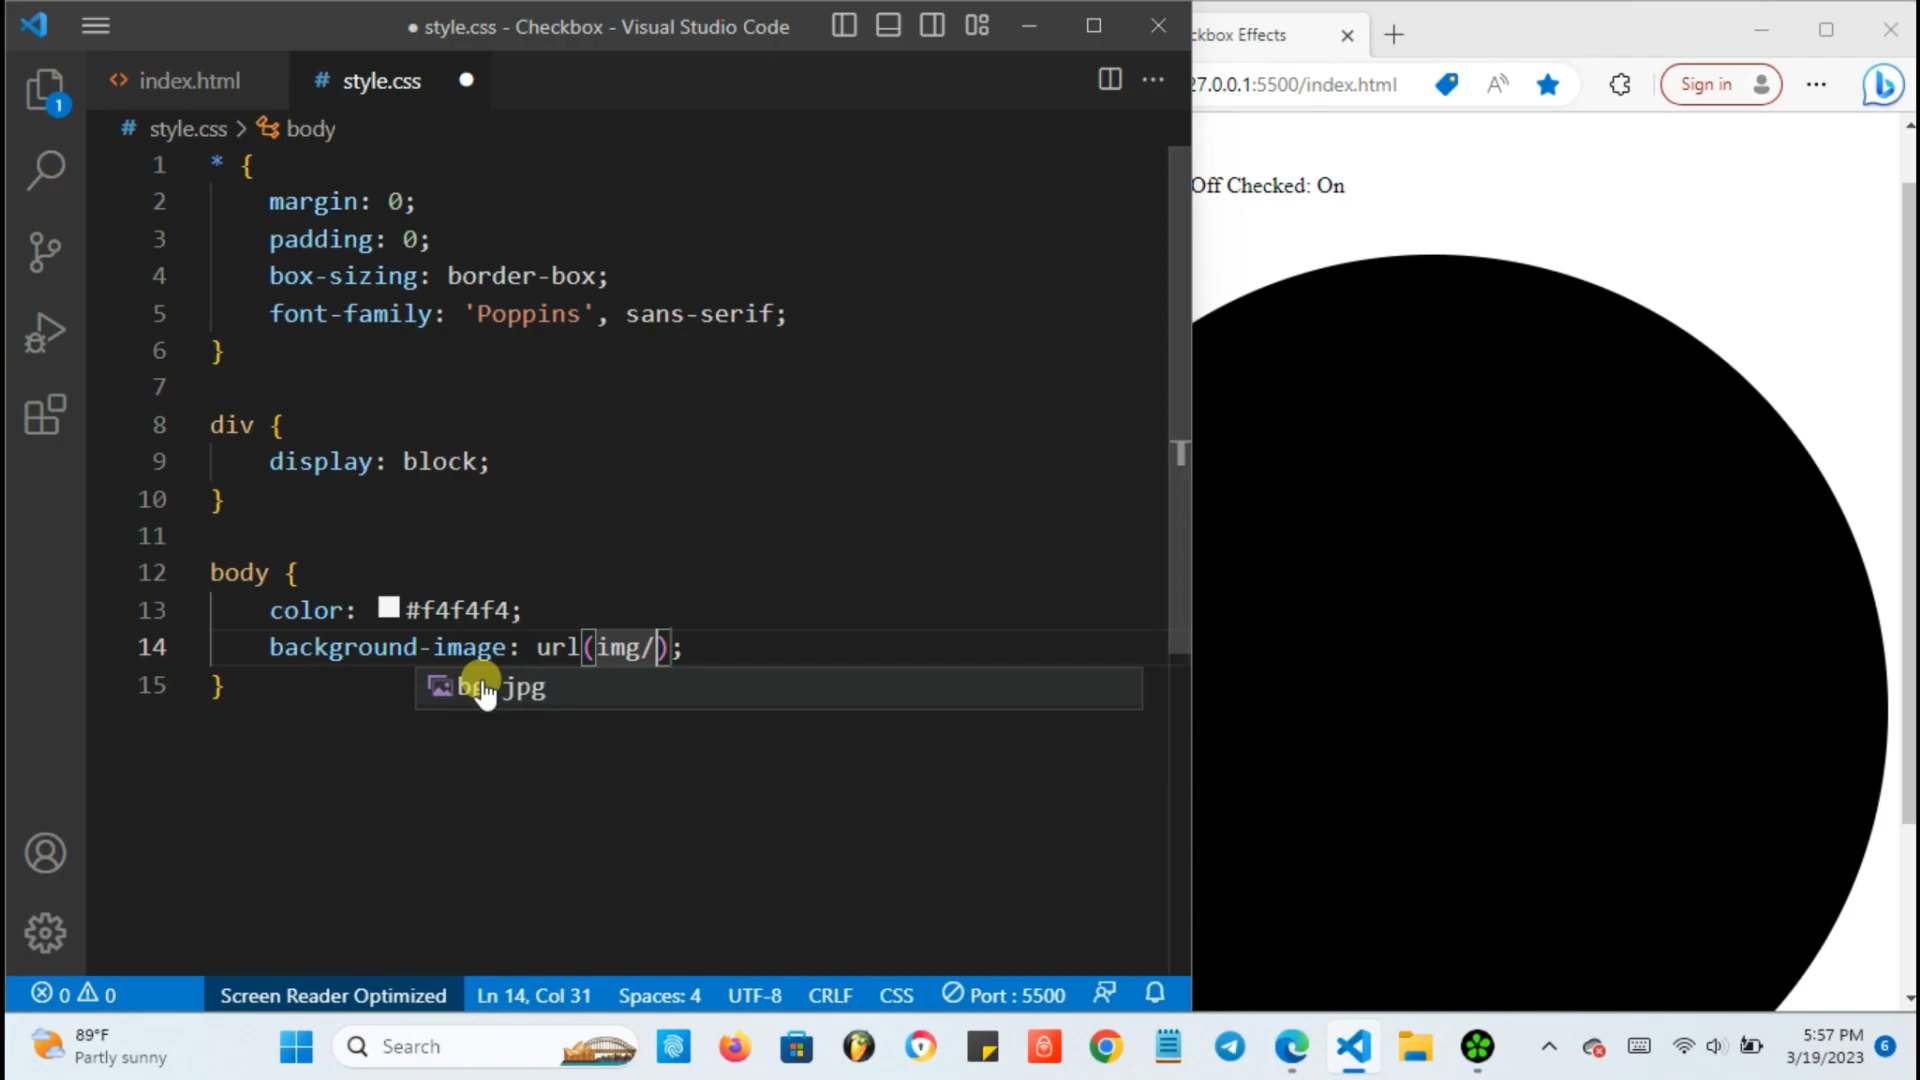 ● style.css - Checkbox - Visual Studio Code
index.html
# style.css ●
# style.css > body
1 * {
2 margin: 0;
3 padding: 0;
4 box-sizing: border-box;
5 font-family: 'Poppins', sans-serif;
6 }
7
8 div {
9 display: block;
10 }
11
12 body {
13 color: #f4f4f4;
14 background-image: url(img/);
jpg
15 }
1
0 0
Screen Reader Optimized
Ln 14, Col 31
Spaces: 4
UTF-8
CRLF
CSS
Port : 5500
ckbox Effects
27.0.0.1:5500/index.html
Sign in
Off Checked: On
89°F
Partly sunny
Search
5:57 PM
3/19/2023
6